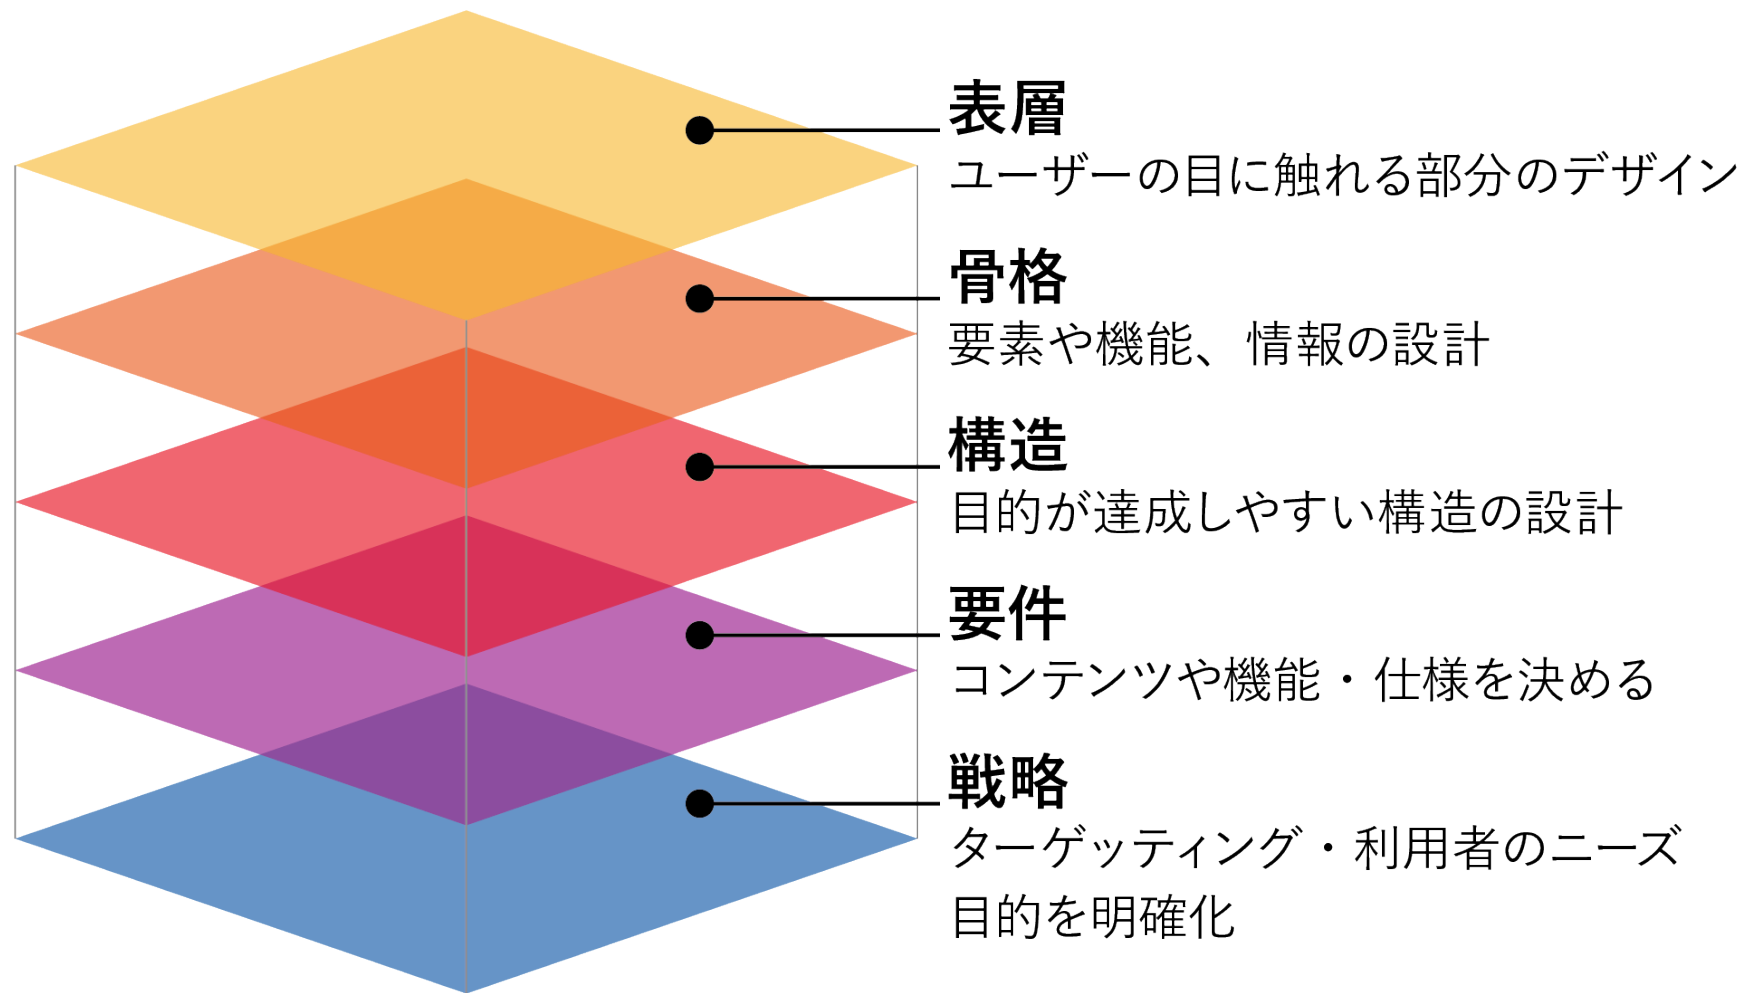 表層
ユーザーの目に触れる部分のデザイン
骨格
要素や機能、情報の設計
構造
目的が達成しやすい構造の設計
要件
コンテンツや機能・仕様を決める
戦略
ターゲッティング・利用者のニーズ
目的を明確化